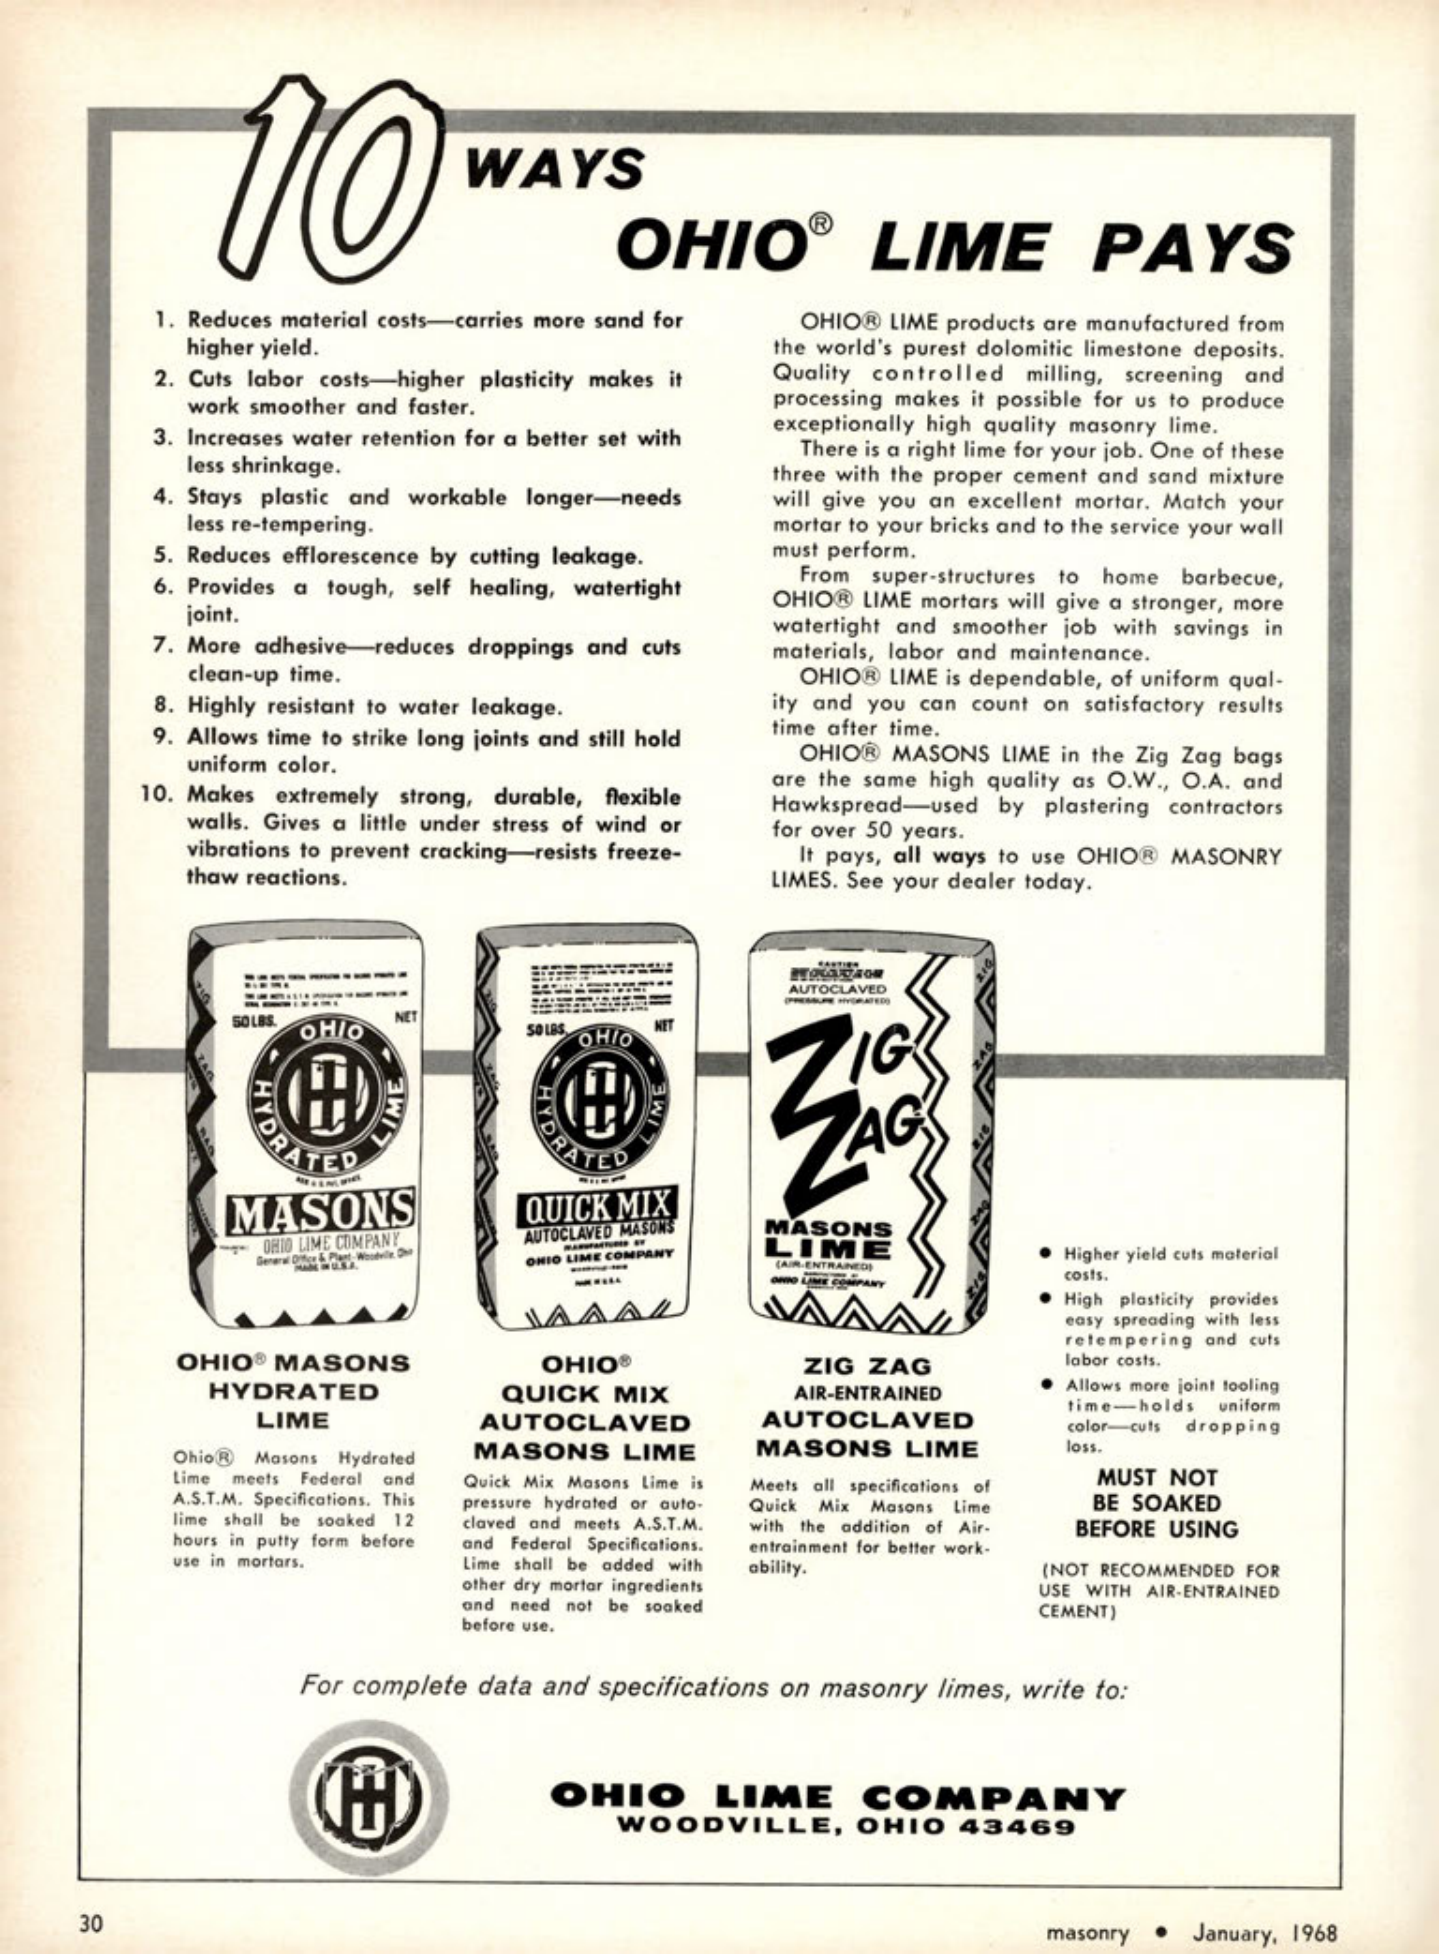 10 WAYS
OHIO® LIME PAYS
1. Reduces material costs—carries more sand for
higher yield.
2. Cuts labor costs—higher plasticity makes it
work smoother and faster.
3. Increases water retention for a better set with
less shrinkage.
4. Stays plastic and workable longer—needs
less re-tempering.
5. Reduces efflorescence by cutting leakage.
6. Provides a tough, self healing, watertight
joint.
7. More adhesive—reduces droppings and cuts
clean-up time.
8. Highly resistant to water leakage.
9. Allows time to strike long joints and still hold
uniform color.
10. Makes extremely strong, durable, flexible
walls. Gives a little under stress of wind or
vibrations to prevent cracking—resists freeze-
thaw reactions.
OHIO® LIME products are manufactured from
the world's purest dolomitic limestone deposits.
Quality controlled milling, screening and
processing makes it possible for us to produce
exceptionally high quality masonry lime.
There is a right lime for your job. One of these
three with the proper cement and sand mixture
will give you an excellent mortar. Match your
mortar to your bricks and to the service your wall
must perform.
From super-structures to home barbecue,
OHIO® LIME mortars will give a stronger, more
watertight and smoother job with savings in
materials, labor and maintenance.
OHIO® LIME is dependable, of uniform qual-
ity and you can count on satisfactory results
time after time.
OHIO® MASONS LIME in the Zig Zag bags
are the same high quality as O.W., O.A. and
Hawkspread—used by plastering contractors
for over 50 years.
It pays, all ways to use OHIO® MASONRY
LIMES. See your dealer today.
50 LBS. NET
OHIO
HYDRATED LIME
MASONS
OHIO LIME COMPANY
General Office & Plant-Woodville, Ohio
MADE IN U.S.A.
50 LBS. NET
OHIO
HYDRATED LIME
QUICK MIX
AUTOCLAVED MASONS
MANUFACTURED BY
OHIO LIME COMPANY
MADE IN U.S.A.
CAUTION
AUTOCLAVED
(PRESSURE HYDRATED)
ZIG
ZAG
MASONS
LIME
(AIR-ENTRAINED)
MANUFACTURED BY
OHIO LIME COMPANY
OHIO® MASONS
HYDRATED
LIME
Ohio® Masons Hydrated
Lime meets Federal and
A.S.T.M. Specifications. This
lime shall be soaked 12
hours in putty form before
use in mortars.
OHIO®
QUICK MIX
AUTOCLAVED
MASONS LIME
Quick Mix Masons Lime is
pressure hydrated or auto-
claved and meets A.S.T.M.
and Federal Specifications.
Lime shall be added with
other dry mortar ingredients
and need not be soaked
before use.
ZIG ZAG
AIR-ENTRAINED
AUTOCLAVED
MASONS LIME
Meets all specifications of
Quick Mix Masons Lime
with the addition of Air-
entrainment for better work-
ability.
● Higher yield cuts material
costs.
● High plasticity provides
easy spreading with less
retempering and cuts
labor costs.
● Allows more joint tooling
time—holds uniform
color—cuts dropping
loss.
MUST NOT
BE SOAKED
BEFORE USING
(NOT RECOMMENDED FOR
USE WITH AIR-ENTRAINED
CEMENT)
For complete data and specifications on masonry limes, write to:
OHIO LIME COMPANY
WOODVILLE, OHIO 43469
30
masonry ● January, 1968